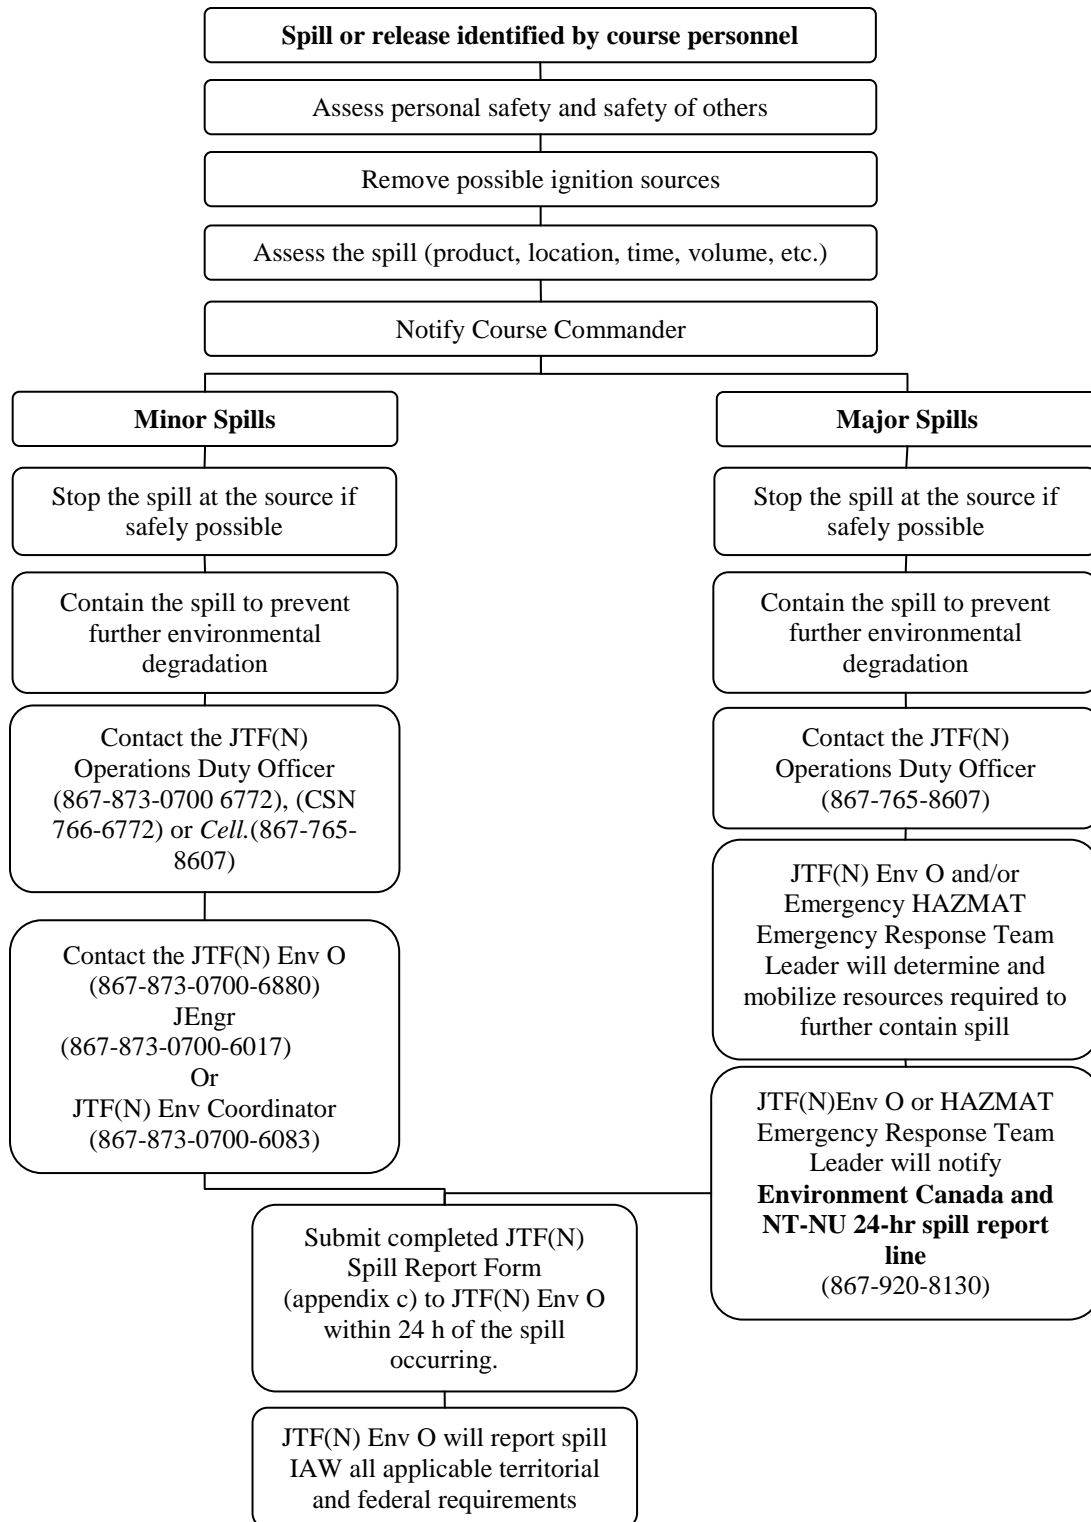 Spill or release identified by course personnel
Assess personal safety and safety of others
Remove possible ignition sources
Assess the spill (product, location, time, volume, etc.)
Notify Course Commander
Minor Spills
Stop the spill at the source if
safely possible
Contain the spill to prevent
further environmental
degradation
Contact the JTF(N)
Operations Duty Officer
(867-873-0700 6772), (CSN
766-6772) or Cell.(867-765-
8607)
Contact the JTF(N) Env O
(867-873-0700-6880)
JEngr
(867-873-0700-6017)
Or
JTF(N) Env Coordinator
(867-873-0700-6083)
Major Spills
Stop the spill at the source if
safely possible
Contain the spill to prevent
further environmental
degradation
Contact the JTF(N)
Operations Duty Officer
(867-765-8607)
JTF(N) Env O and/or
Emergency HAZMAT
Emergency Response Team
Leader will determine and
mobilize resources required to
further contain spill
JTF(N)Env O or HAZMAT
Emergency Response Team
Leader will notify
Environment Canada and
NT-NU 24-hr spill report
line
(867-920-8130)
Submit completed JTF(N)
Spill Report Form
(appendix c) to JTF(N) Env O
within 24 h of the spill
occurring.
JTF(N) Env O will report spill
IAW all applicable territorial
and federal requirements